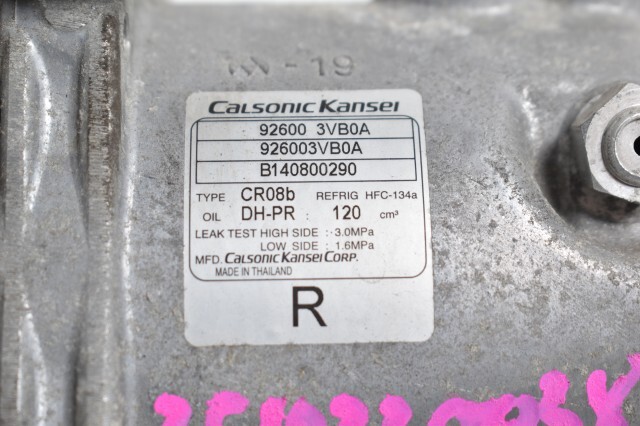 - 19
Calsonic Kansei
92600 3VB0A
926003VB0A
B140800290
TYPE CR08b REFRIG HFC-134a
OIL DH-PR : 120 cm³
LEAK TEST HIGH SIDE : 3.0MPa
LOW SIDE : 1.6MPa
MFD. Calsonic Kansei Corp.
MADE IN THAILAND
R